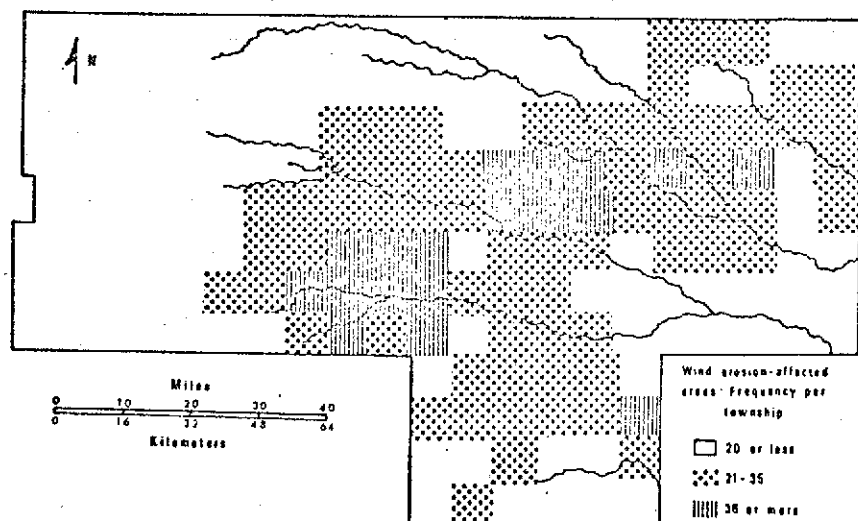 N
Miles
0 10 20 30 40
0 16 32 48 64
Kilometers
Wind erosion-affected
areas: Frequency per
township
20 or less
21-35
36 or more